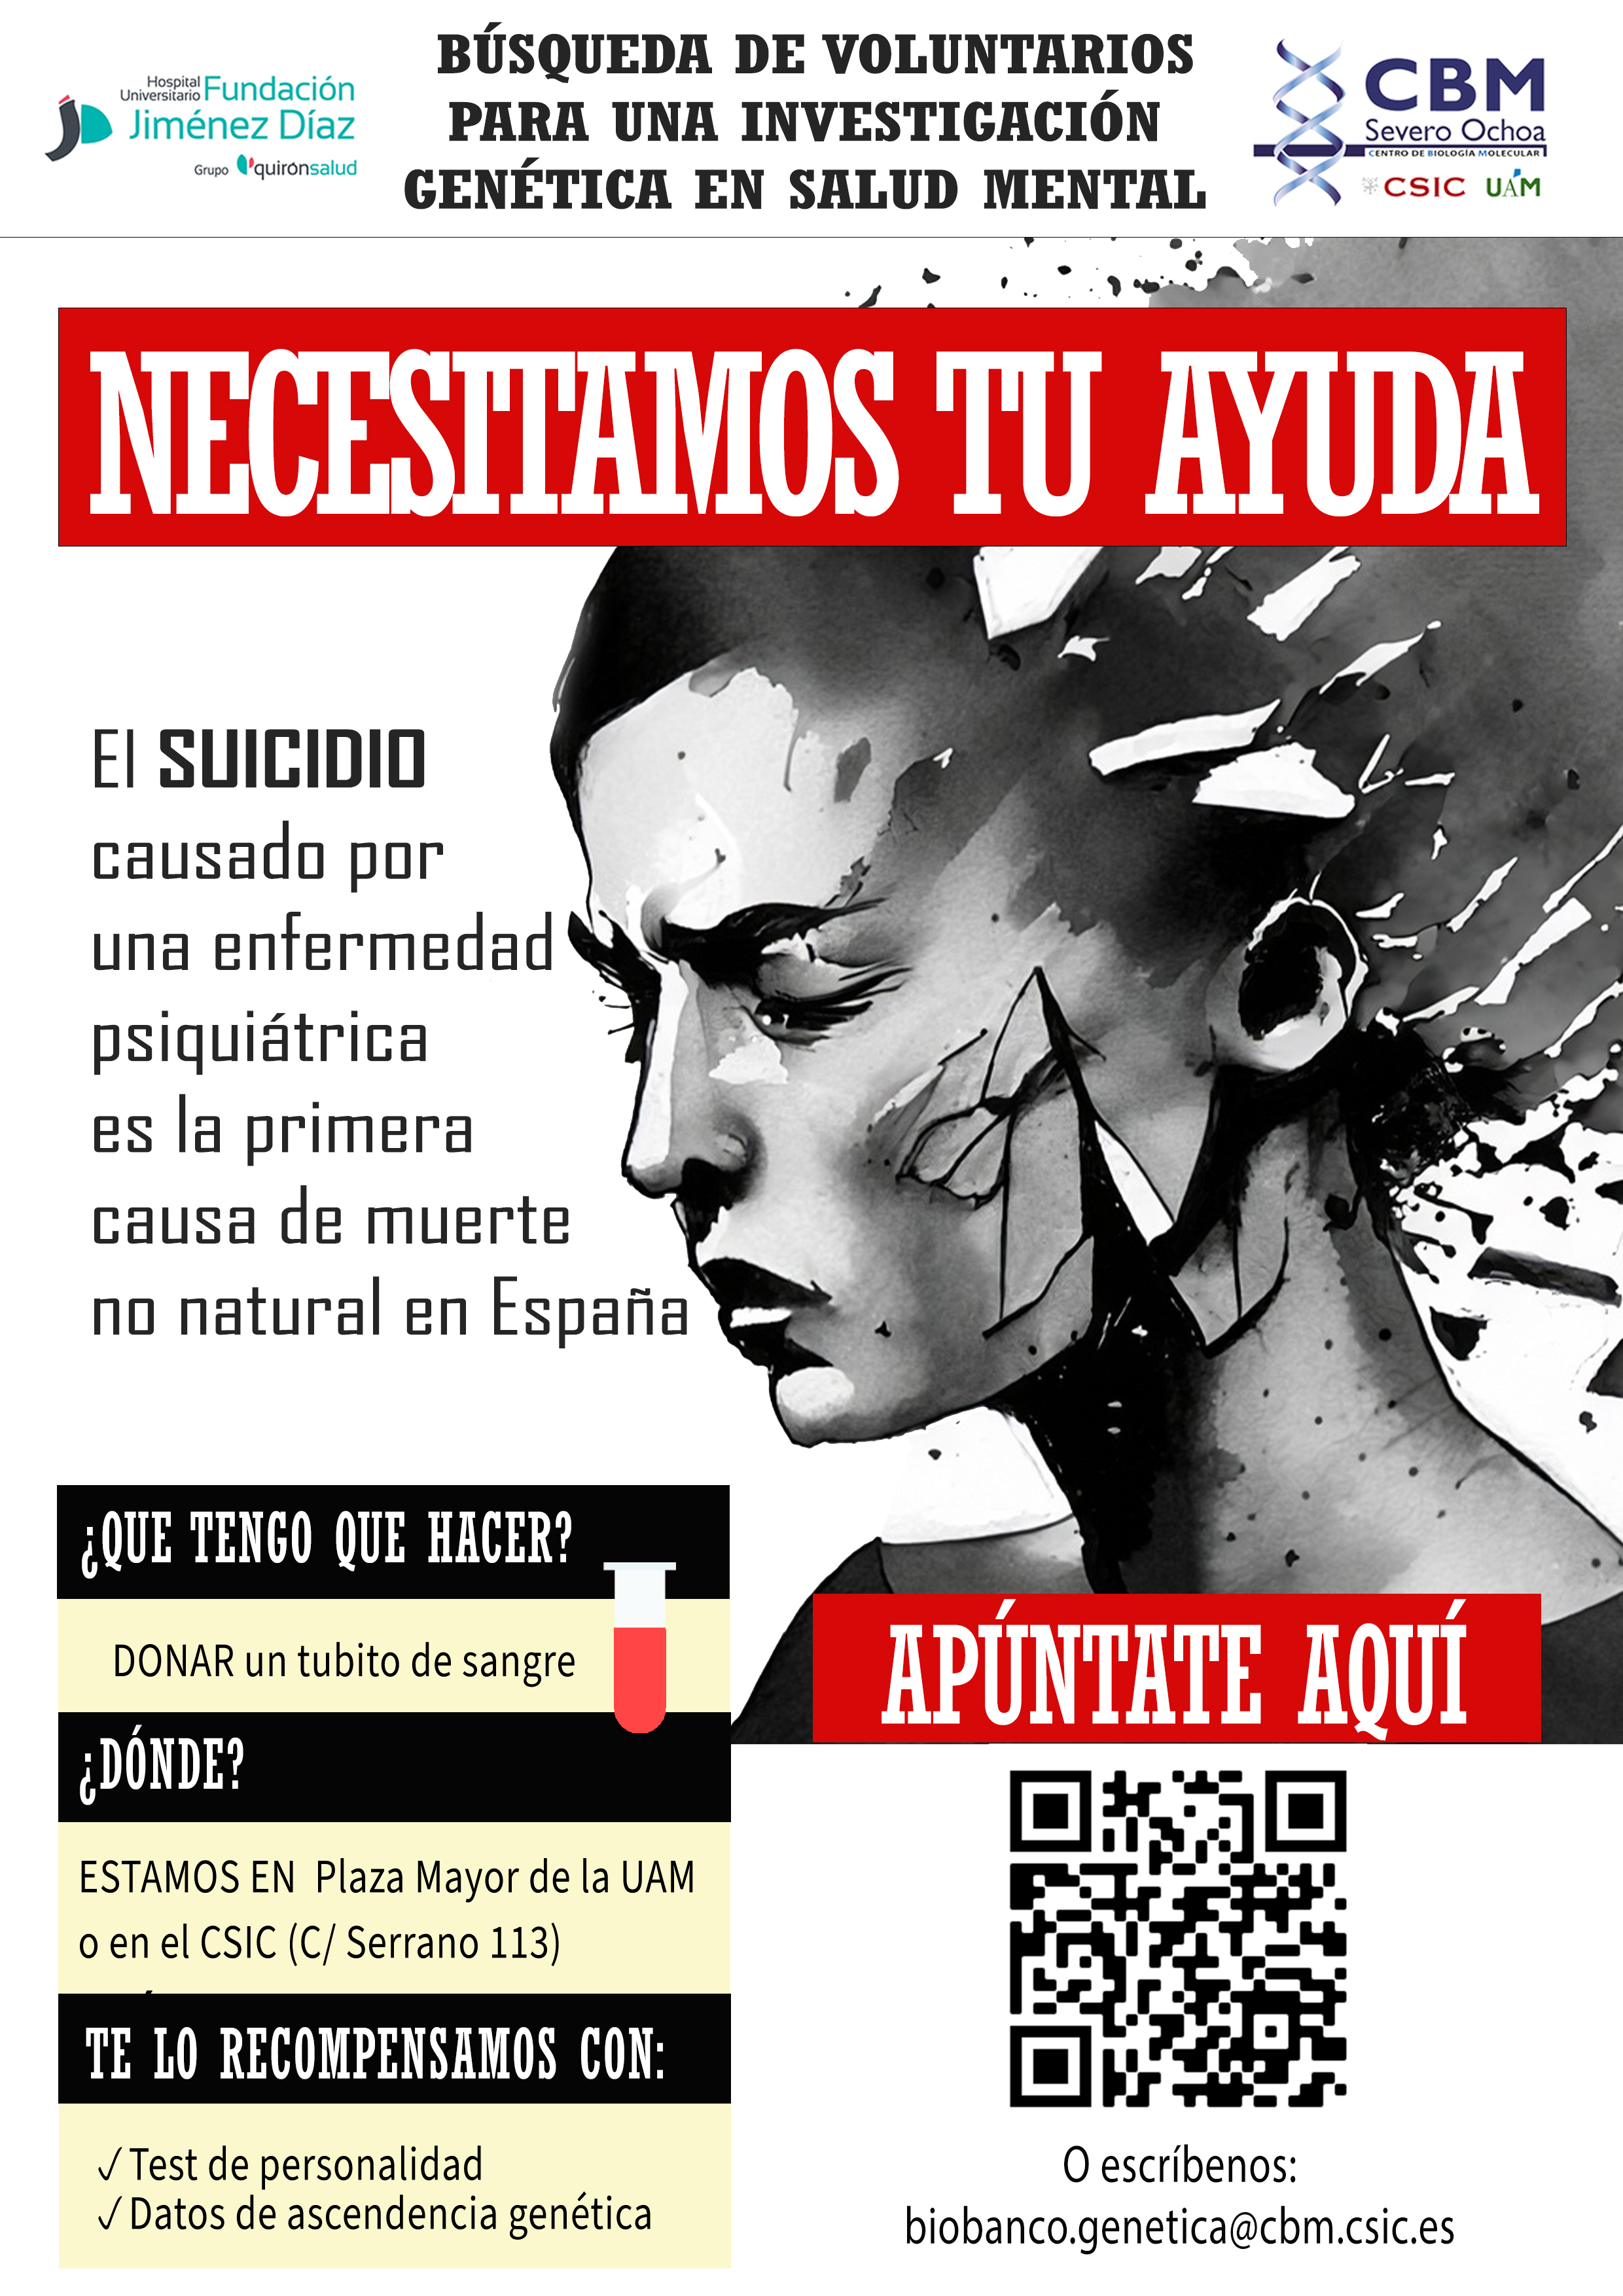 Hospital
Universitario Fundación
Jiménez Díaz
Grupo quirónsalud
BÚSQUEDA DE VOLUNTARIOS
PARA UNA INVESTIGACIÓN
GENÉTICA EN SALUD MENTAL
CBM
Severo Ochoa
CENTRO DE BIOLOGÍA MOLECULAR
CSIC UAM
NECESITAMOS TU AYUDA
El SUICIDIO
causado por
una enfermedad
psiquiátrica
es la primera
causa de muerte
no natural en España
¿QUE TENGO QUE HACER?
DONAR un tubito de sangre
¿DÓNDE?
ESTAMOS EN Plaza Mayor de la UAM
o en el CSIC (C/ Serrano 113)
TE LO RECOMPENSAMOS CON:
✓ Test de personalidad
✓ Datos de ascendencia genética
APÚNTATE AQUÍ
O escríbenos:
biobanco.genetica@cbm.csic.es